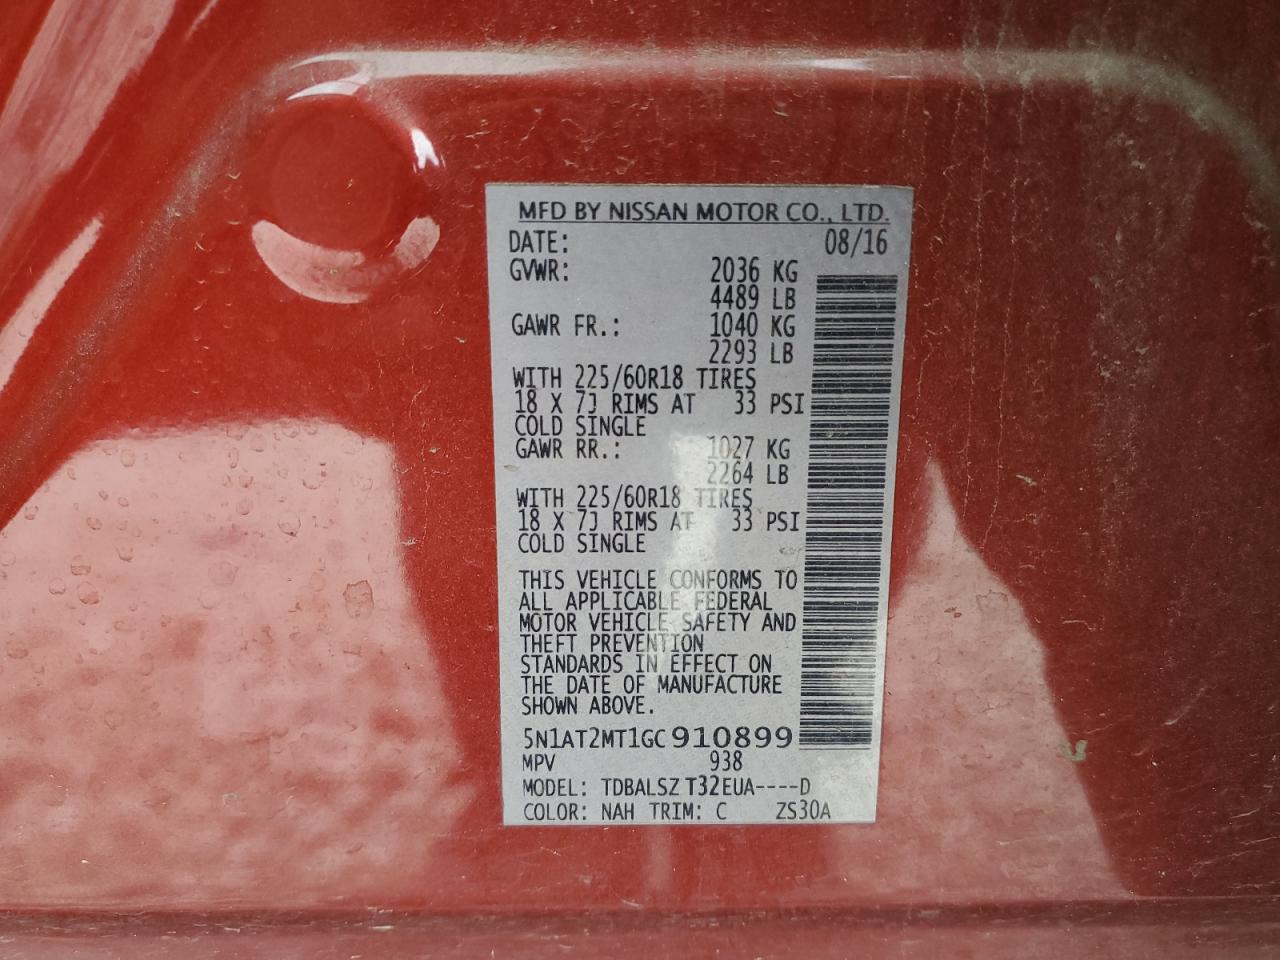 MFD BY NISSAN MOTOR CO., LTD.
DATE: 08/16
GVWR: 2036 KG
4489 LB
GAWR FR.: 1040 KG
2293 LB
WITH 225/60R18 TIRES
18 X 7J RIMS AT 33 PSI
COLD SINGLE
GAWR RR.: 1027 KG
2264 LB
WITH 225/60R18 TIRES
18 X 7J RIMS AT 33 PSI
COLD SINGLE
THIS VEHICLE CONFORMS TO
ALL APPLICABLE FEDERAL
MOTOR VEHICLE SAFETY AND
THEFT PREVENTION
STANDARDS IN EFFECT ON
THE DATE OF MANUFACTURE
SHOWN ABOVE.
5N1AT2MT1GC910899
MPV 938
MODEL: TDBALSZ T32EUA----D
COLOR: NAH TRIM: C ZS30A